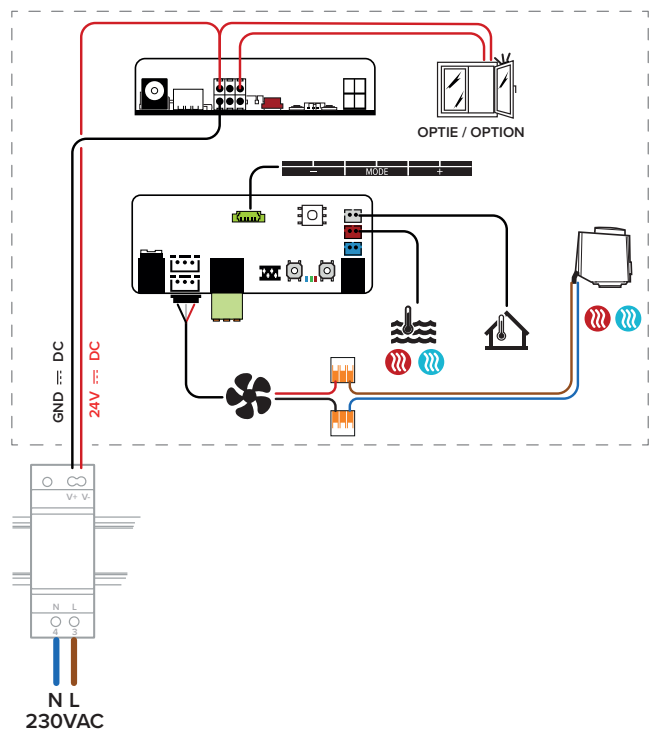 OPTIE / OPTION
− MODE +
GND ⎓ DC
24V ⎓ DC
V+ V-
N L
4 3
N L
230VAC